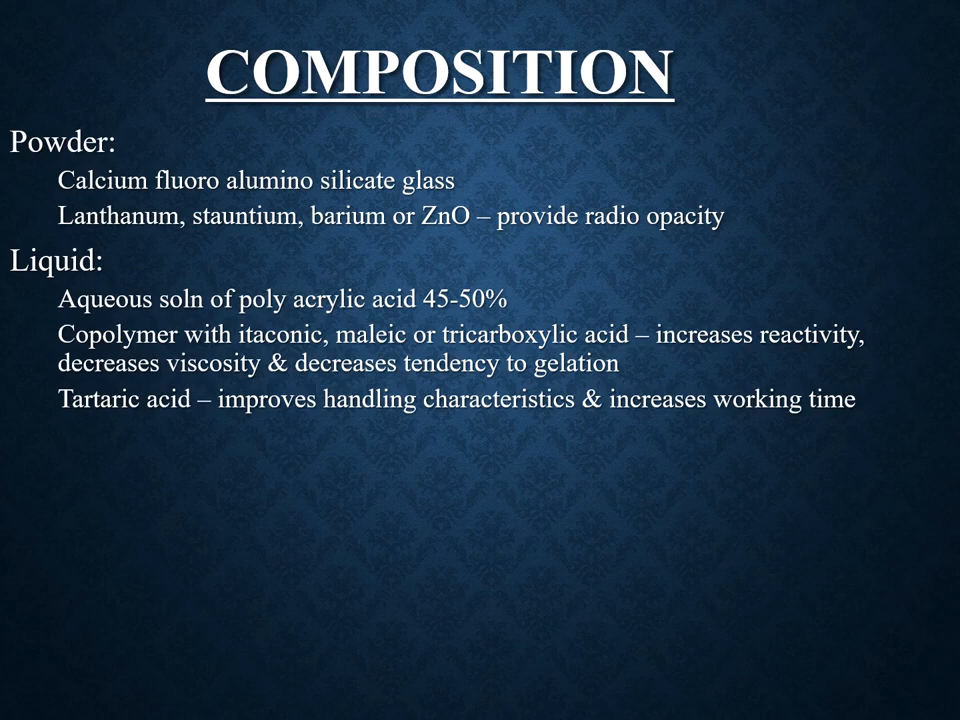 COMPOSITION
Powder:
Calcium fluoro alumino silicate glass
Lanthanum, stauntium, barium or ZnO – provide radio opacity
Liquid:
Aqueous soln of poly acrylic acid 45-50%
Copolymer with itaconic, maleic or tricarboxylic acid – increases reactivity,
decreases viscosity & decreases tendency to gelation
Tartaric acid – improves handling characteristics & increases working time